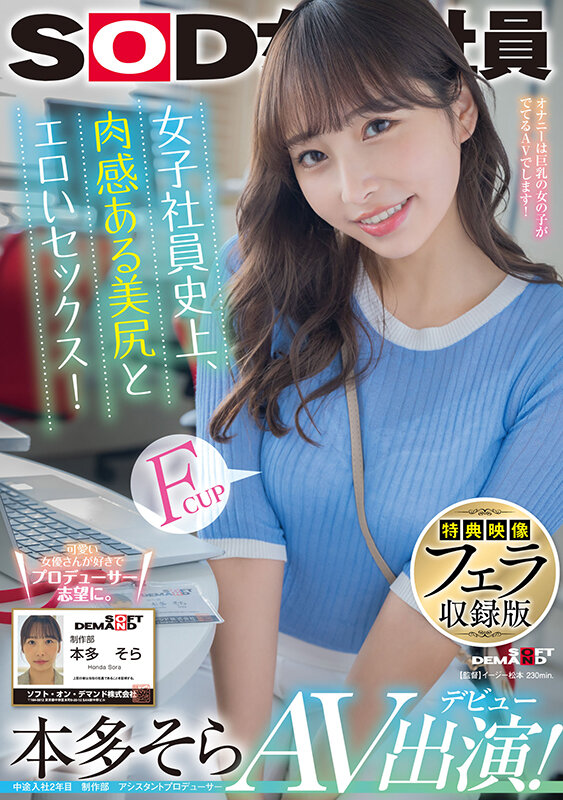 SOD女子社員
オナニーは巨乳の女の子が
でてるAVでします!
女子社員史上、
肉感ある美尻と
エロいセックス!
F
CUP
可愛い
女優さんが好きで
プロデューサー
志望に。
SOFT
DEMAND
制作部
本多 そら
Honda Sora
ソフト・オン・デマンド株式会社
特典映像
フェラ
収録版
SOFT
DEMAND
【監督】イージー松本 230min.
本多そら
デビュー
AV出演!
中途入社2年目 制作部 アシスタントプロデューサー